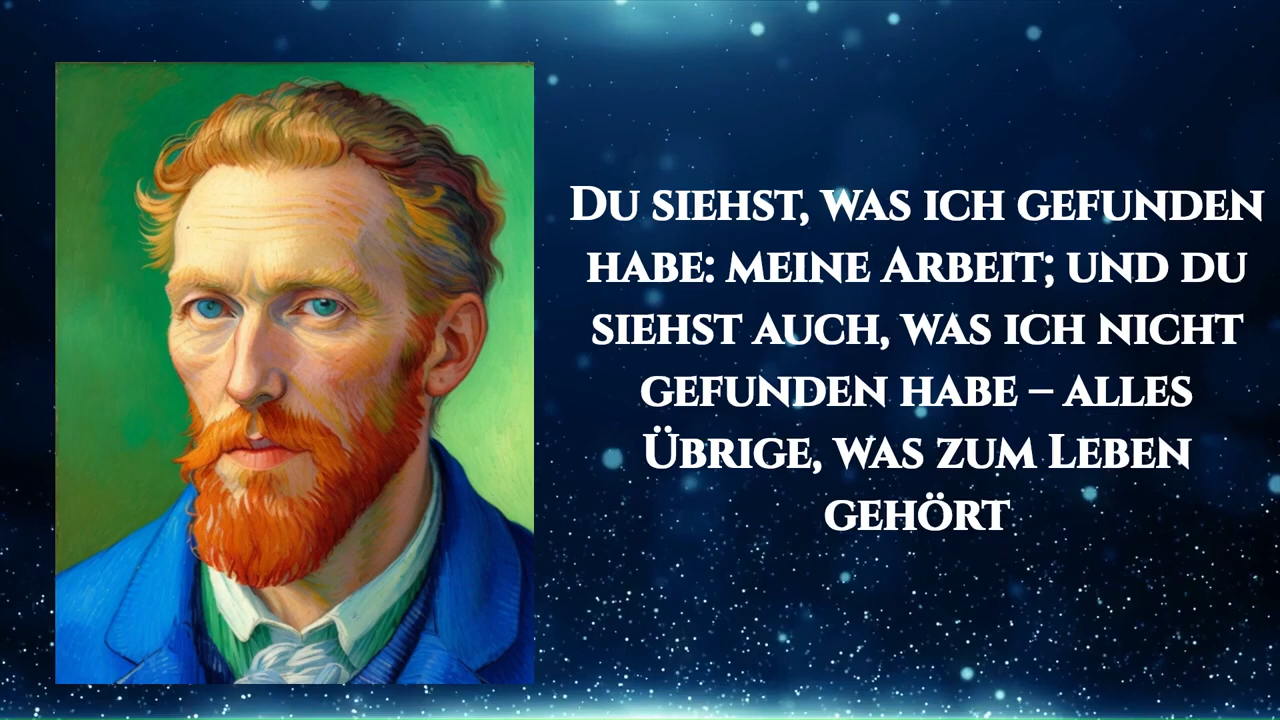 Du siehst, was ich gefunden
habe: meine Arbeit; und du
siehst auch, was ich nicht
gefunden habe – alles
Übrige, was zum Leben
gehört